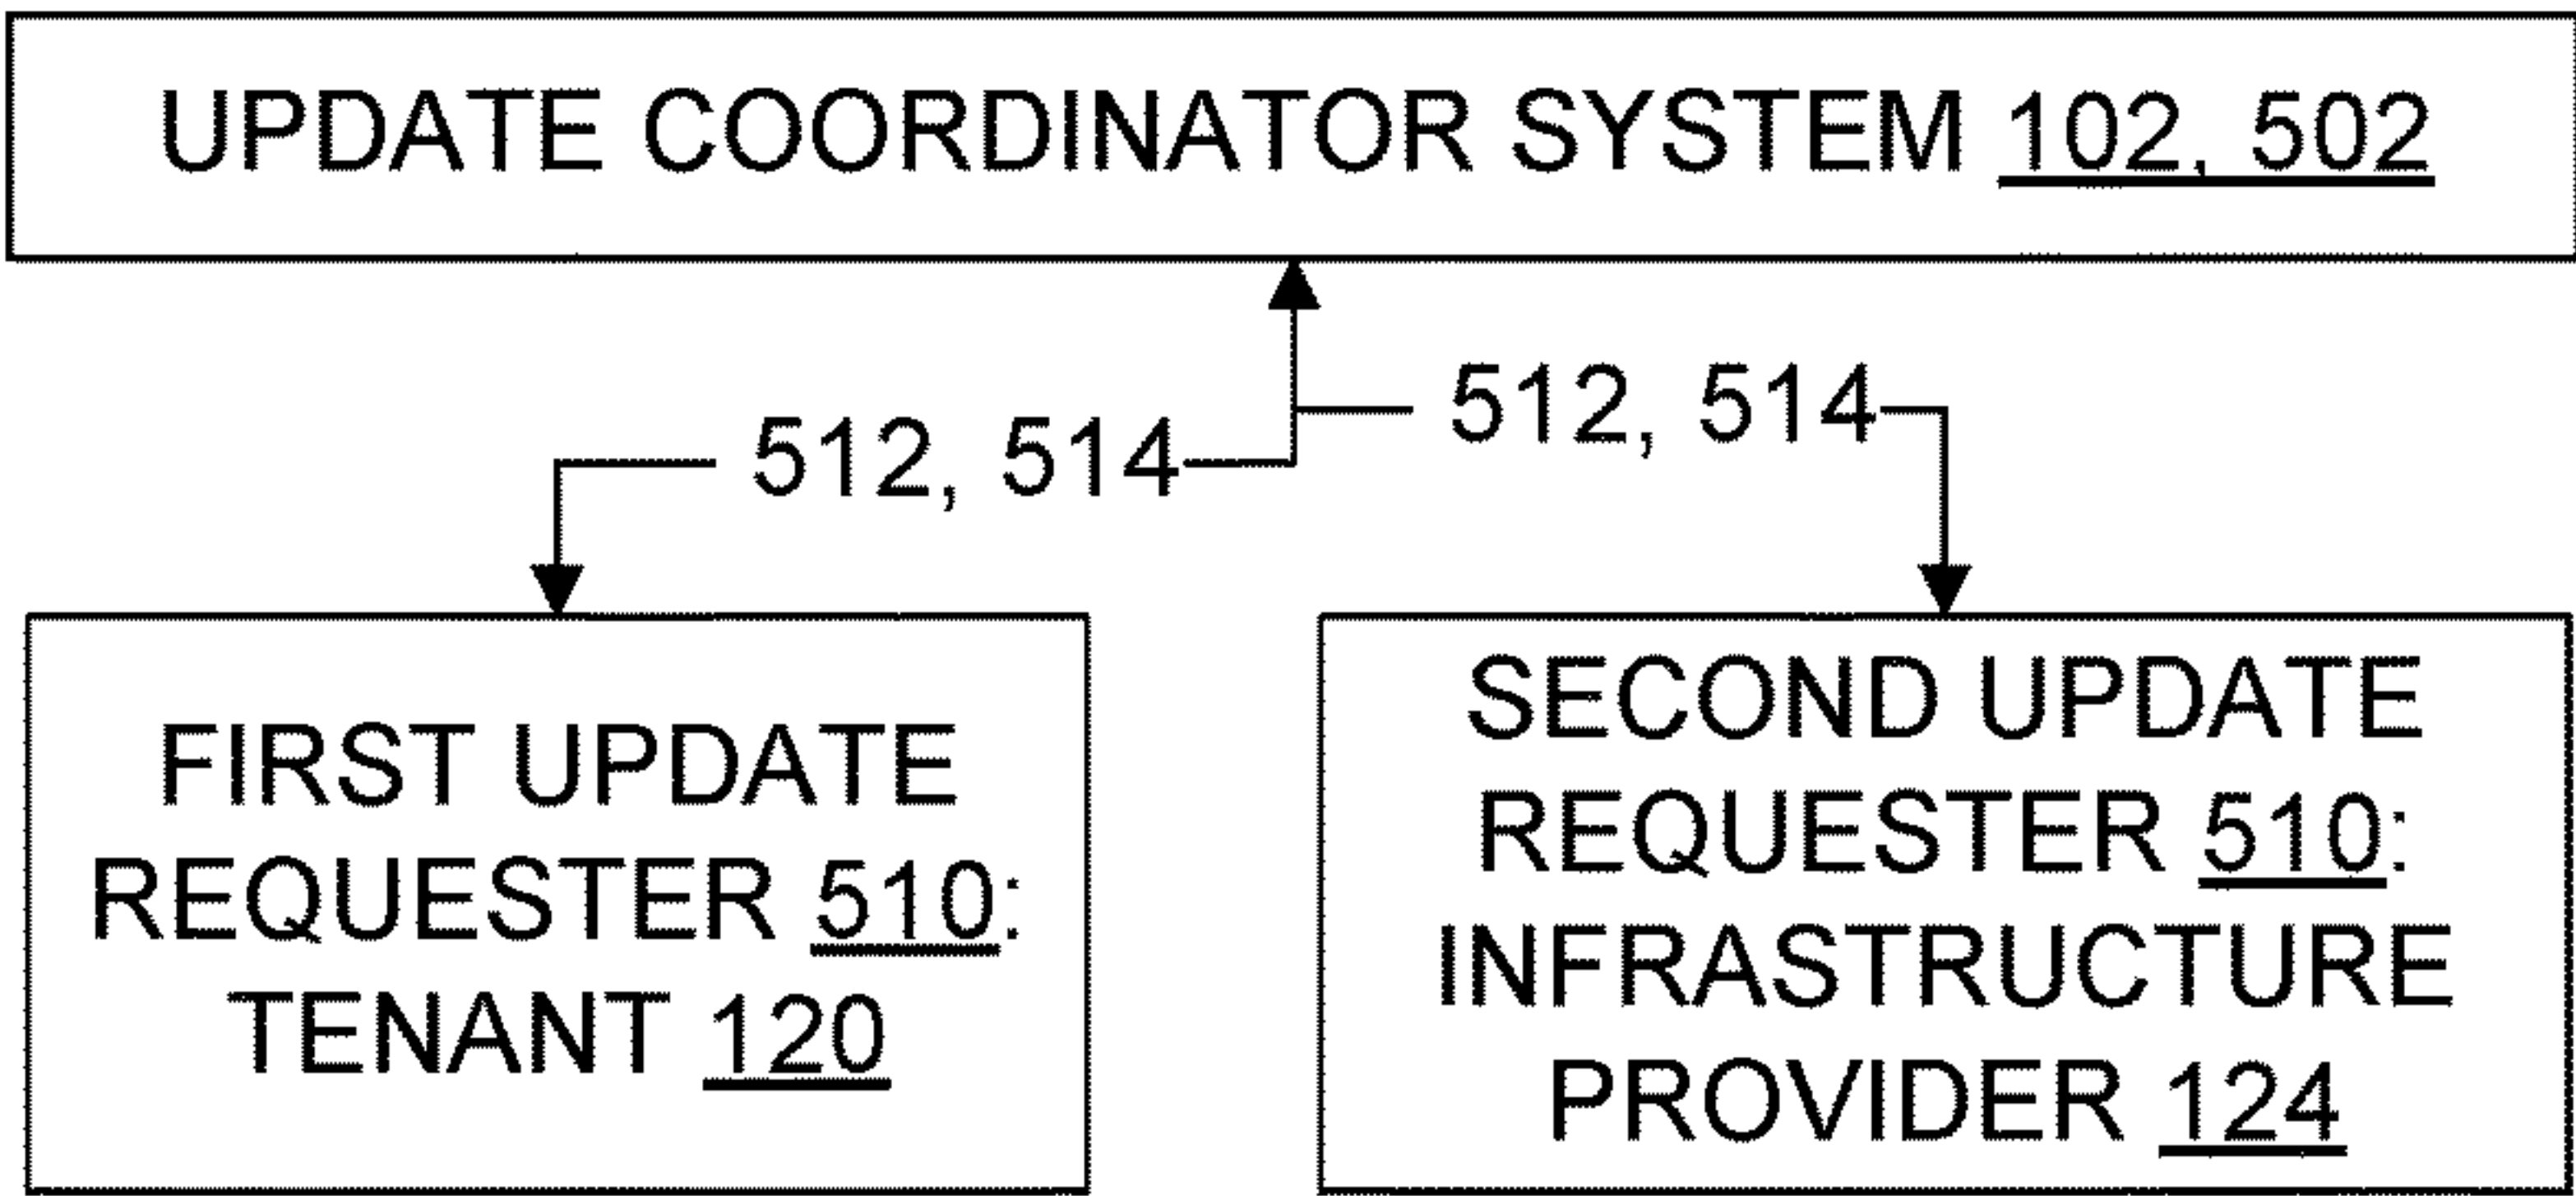 UPDATE COORDINATOR SYSTEM 102, 502
512, 514
512, 514
FIRST UPDATE
REQUESTER 510:
TENANT 120
SECOND UPDATE
REQUESTER 510:
INFRASTRUCTURE
PROVIDER 124